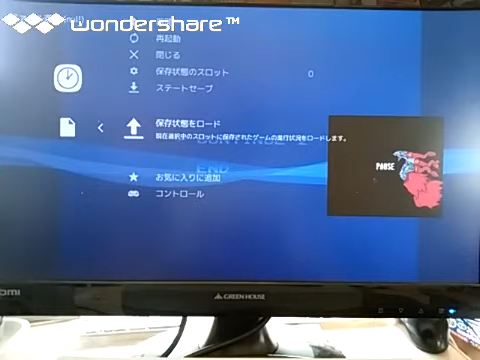 wondershare™
再起動
閉じる
保存状態のスロット 0
ステートセーブ
保存状態をロード
現在選択中のスロットに保存されたゲームの進行状況をロードします。
CONTINUE
END
PAUSE
お気に入りに追加
コントロール
GREEN HOUSE